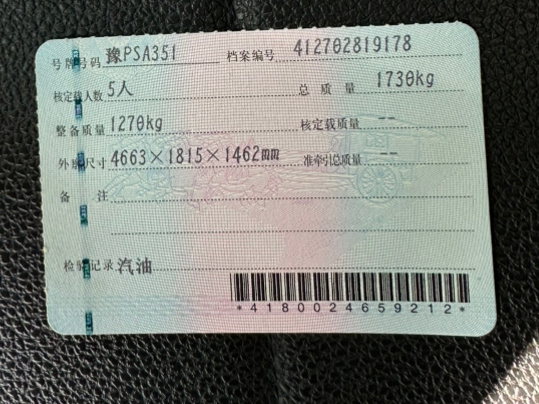 号牌号码 豫PSA351 档案编号 412702819178
核定载人数 5人 总质量 1730kg
整备质量 1270kg 核定载质量 --
外廓尺寸 4663×1815×1462mm 准牵引总质量 --
备注
检验记录 汽油
*4180024659212*